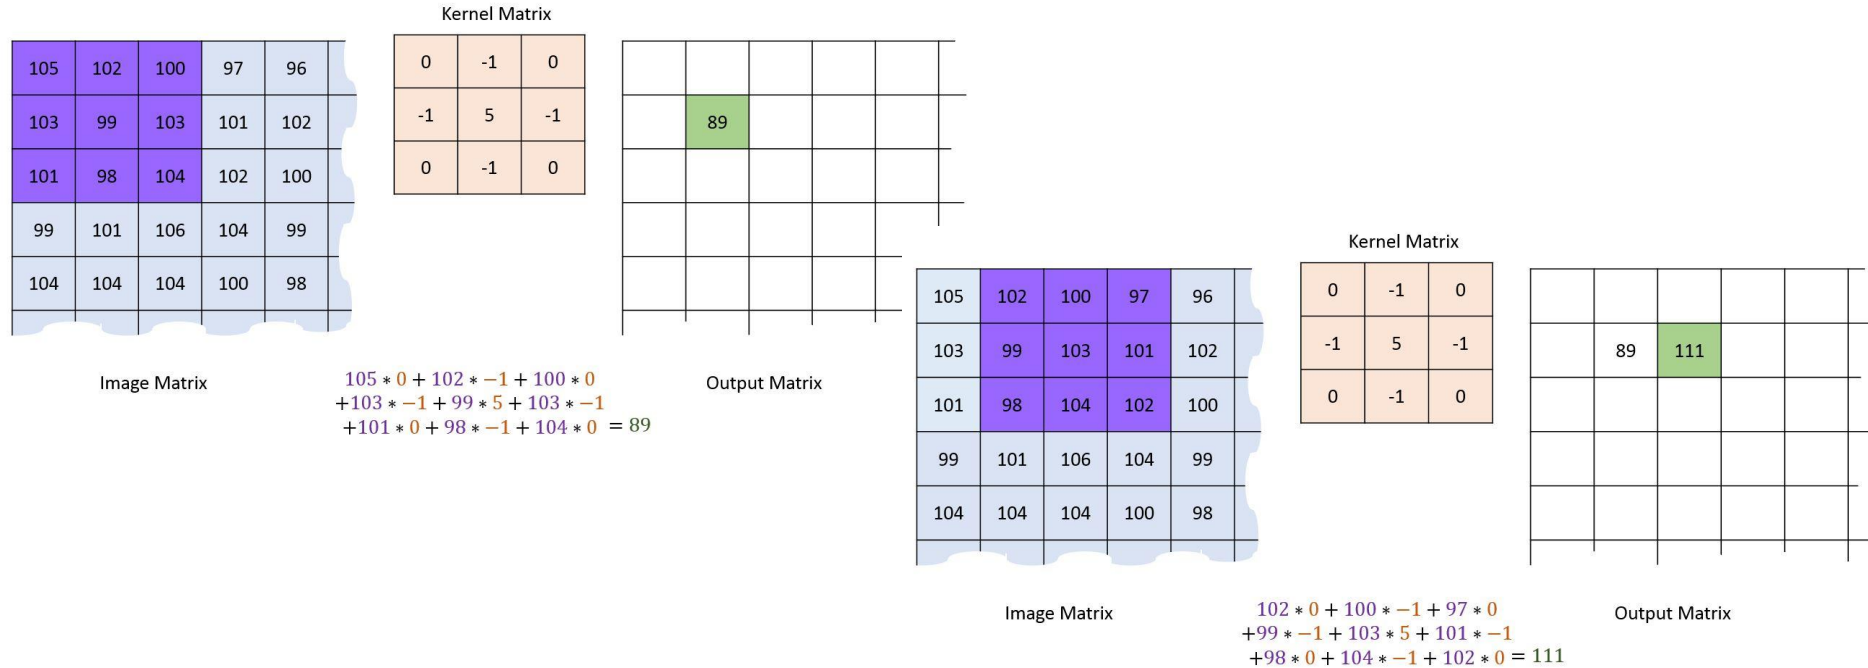 Kernel Matrix
105 102 100 97 96
103 99 103 101 102
101 98 104 102 100
99 101 106 104 99
104 104 104 100 98
0 -1 0
-1 5 -1
0 -1 0
89
Image Matrix
105 ∗ 0 + 102 ∗ −1 + 100 ∗ 0
+103 ∗ −1 + 99 ∗ 5 + 103 ∗ −1
+101 ∗ 0 + 98 ∗ −1 + 104 ∗ 0 = 89
Output Matrix
Kernel Matrix
105 102 100 97 96
103 99 103 101 102
101 98 104 102 100
99 101 106 104 99
104 104 104 100 98
0 -1 0
-1 5 -1
0 -1 0
89 111
Image Matrix
102 ∗ 0 + 100 ∗ −1 + 97 ∗ 0
+99 ∗ −1 + 103 ∗ 5 + 101 ∗ −1
+98 ∗ 0 + 104 ∗ −1 + 102 ∗ 0 = 111
Output Matrix